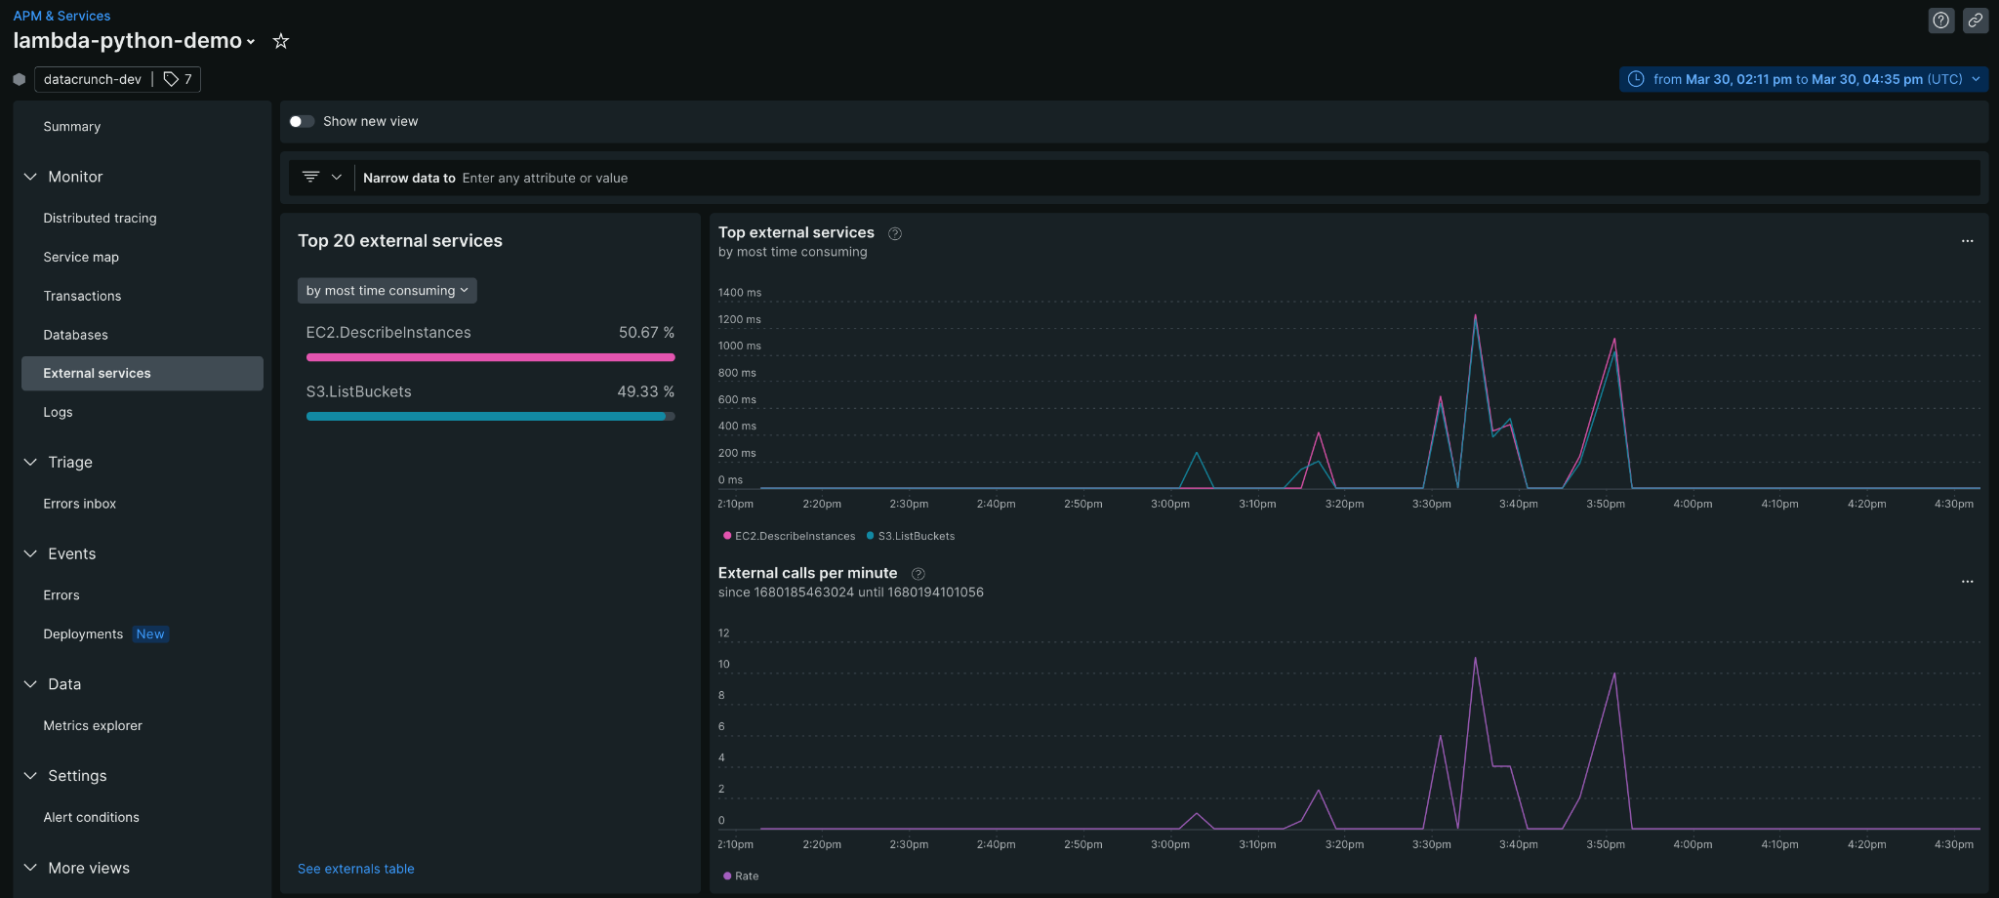 APM & Services
lambda-python-demo
datacrunch-dev | 7
from Mar 30, 02:11 pm to Mar 30, 04:35 pm (UTC)
Summary
Monitor
Distributed tracing
Service map
Transactions
Databases
External services
Logs
Triage
Errors inbox
Events
Errors
Deployments New
Data
Metrics explorer
Settings
Alert conditions
More views
Show new view
Narrow data to Enter any attribute or value
Top 20 external services
by most time consuming
EC2.DescribeInstances 50.67 %
S3.ListBuckets 49.33 %
See externals table
Top external services
by most time consuming
1400 ms
1200 ms
1000 ms
800 ms
600 ms
400 ms
200 ms
0 ms
2:10pm 2:20pm 2:30pm 2:40pm 2:50pm 3:00pm 3:10pm 3:20pm 3:30pm 3:40pm 3:50pm 4:00pm 4:10pm 4:20pm 4:30pm
EC2.DescribeInstances S3.ListBuckets
External calls per minute
since 1680185463024 until 1680194101056
12
10
8
6
4
2
0
2:10pm 2:20pm 2:30pm 2:40pm 2:50pm 3:00pm 3:10pm 3:20pm 3:30pm 3:40pm 3:50pm 4:00pm 4:10pm 4:20pm 4:30pm
Rate